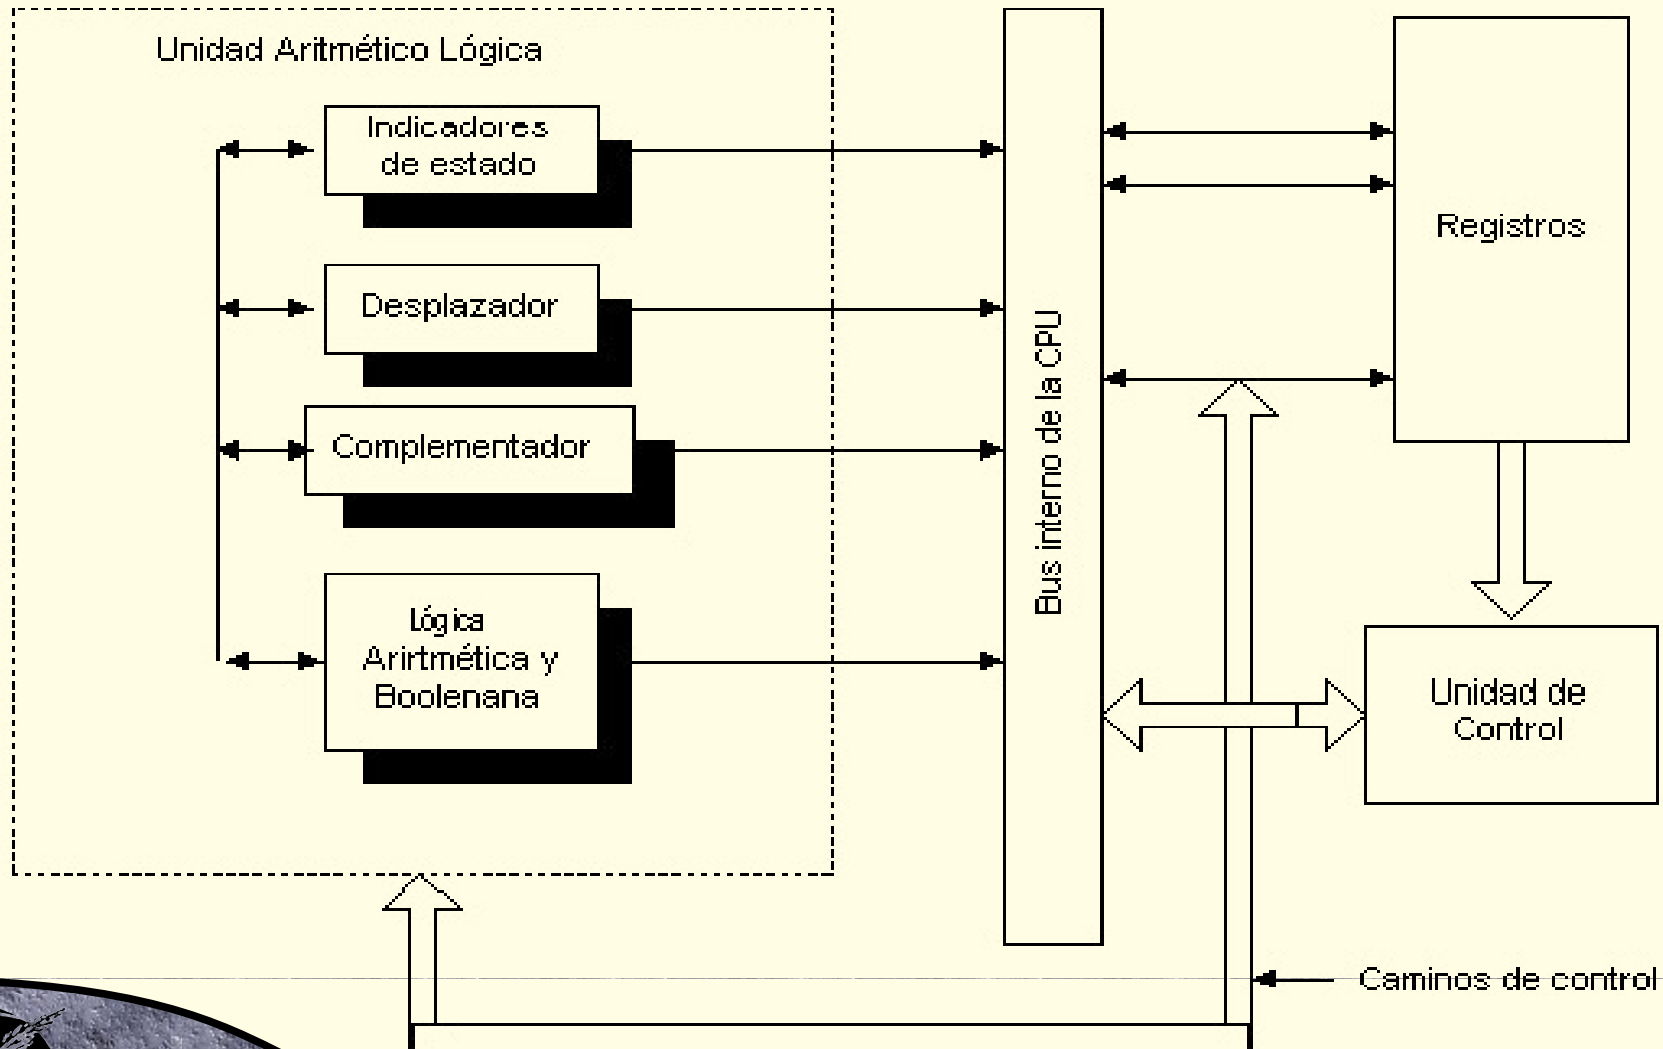 Unidad Aritmético Lógica
Indicadores
de estado
Desplazador
Complementador
Lógica
Arirtmética y
Boolenana
Bus interno de la CPU
Registros
Unidad de
Control
Caminos de control